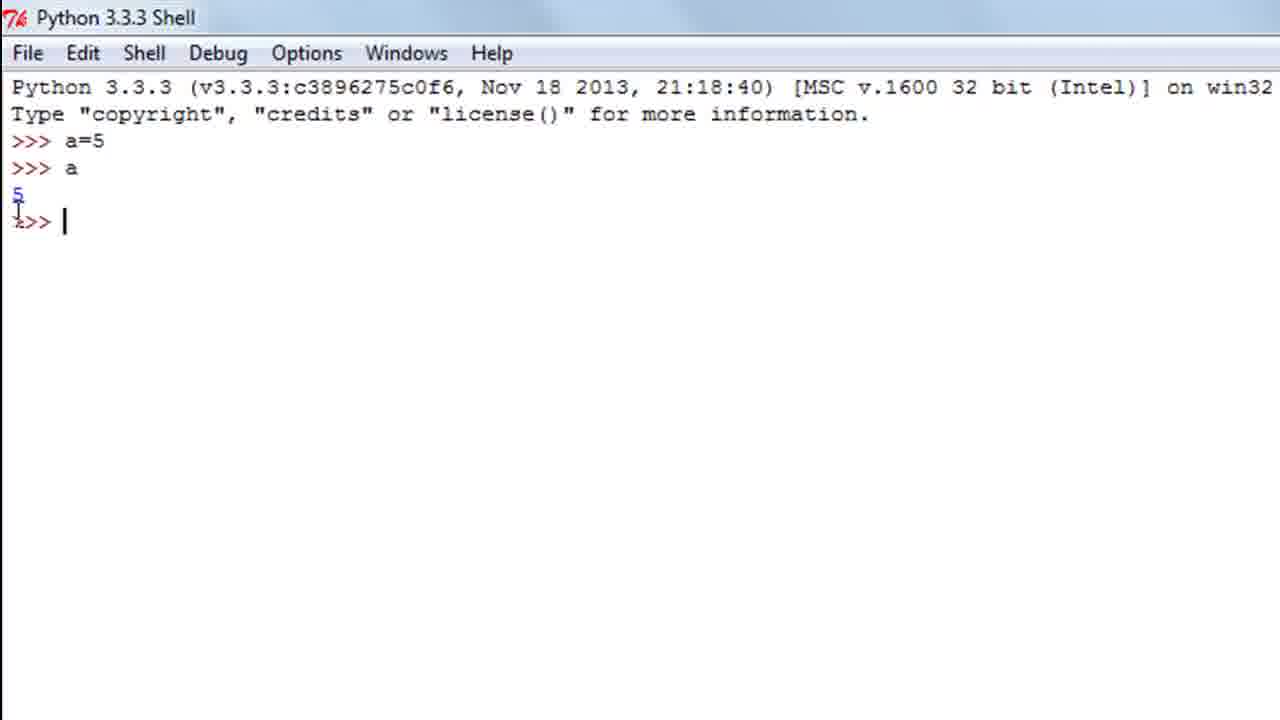 Python 3.3.3 Shell
File Edit Shell Debug Options Windows Help
Python 3.3.3 (v3.3.3:c3896275c0f6, Nov 18 2013, 21:18:40) [MSC v.1600 32 bit (Intel)] on win32
Type "copyright", "credits" or "license()" for more information.
>>> a=5
>>> a
5
>>>